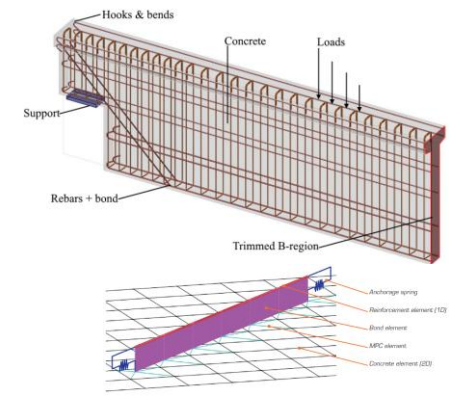 Hooks & bends
Concrete
Loads
Support
Rebars + bond
Trimmed B-region
Anchorage spring
Reinforcement element (1D)
Bond element
MPC element
Concrete element (2D)